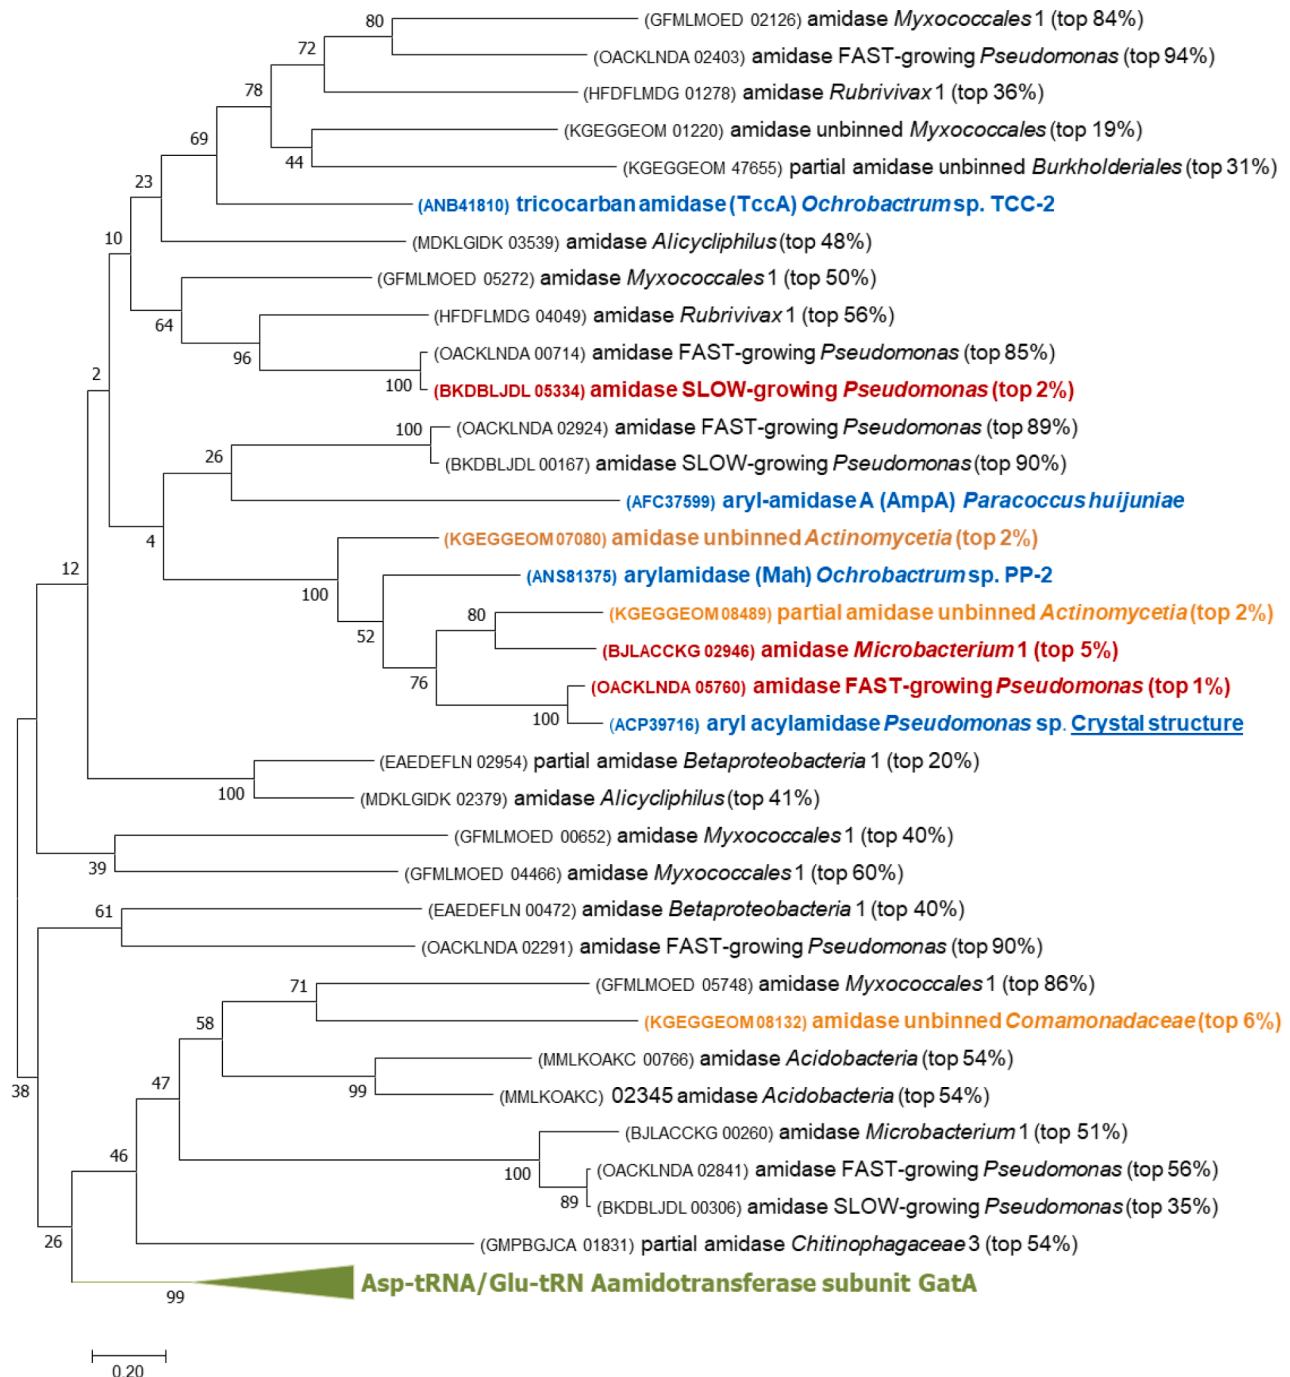 80
(GFMLMOED 02126) amidase Myxococcales 1 (top 84%)
72
(OACKLNDA 02403) amidase FAST-growing Pseudomonas (top 94%)
78
(HFDFLMDG 01278) amidase Rubrivivax 1 (top 36%)
69
(KGEGGEOM 01220) amidase unbinned Myxococcales (top 19%)
44
(KGEGGEOM 47655) partial amidase unbinned Burkholderiales (top 31%)
23
(ANB41810) tricocarban amidase (TccA) Ochrobactrum sp. TCC-2
10
(MDKLGIDK 03539) amidase Alicycliphilus (top 48%)
(GFMLMOED 05272) amidase Myxococcales 1 (top 50%)
64
(HFDFLMDG 04049) amidase Rubrivivax 1 (top 56%)
96
(OACKLNDA 00714) amidase FAST-growing Pseudomonas (top 85%)
2
100
(BKDBLJDL 05334) amidase SLOW-growing Pseudomonas (top 2%)
100
(OACKLNDA 02924) amidase FAST-growing Pseudomonas (top 89%)
26
(BKDBLJDL 00167) amidase SLOW-growing Pseudomonas (top 90%)
(AFC37599) aryl-amidase A (AmpA) Paracoccus huijuniae
4
(KGEGGEOM 07080) amidase unbinned Actinomycetia (top 2%)
12
100
(ANS81375) arylamidase (Mah) Ochrobactrum sp. PP-2
80
(KGEGGEOM 08489) partial amidase unbinned Actinomycetia (top 2%)
52
(BJLACCKG 02946) amidase Microbacterium 1 (top 5%)
76
(OACKLNDA 05760) amidase FAST-growing Pseudomonas (top 1%)
100
(ACP39716) aryl acylamidase Pseudomonas sp. Crystal structure
(EAEDEFLN 02954) partial amidase Betaproteobacteria 1 (top 20%)
100
(MDKLGIDK 02379) amidase Alicycliphilus (top 41%)
(GFMLMOED 00652) amidase Myxococcales 1 (top 40%)
39
(GFMLMOED 04466) amidase Myxococcales 1 (top 60%)
61
(EAEDEFLN 00472) amidase Betaproteobacteria 1 (top 40%)
(OACKLNDA 02291) amidase FAST-growing Pseudomonas (top 90%)
71
(GFMLMOED 05748) amidase Myxococcales 1 (top 86%)
58
(KGEGGEOM 08132) amidase unbinned Comamonadaceae (top 6%)
(MMLKOAKC 00766) amidase Acidobacteria (top 54%)
38
47
99
(MMLKOAKC) 02345 amidase Acidobacteria (top 54%)
(BJLACCKG 00260) amidase Microbacterium 1 (top 51%)
46
100
(OACKLNDA 02841) amidase FAST-growing Pseudomonas (top 56%)
89
(BKDBLJDL 00306) amidase SLOW-growing Pseudomonas (top 35%)
26
(GMPBGJCA 01831) partial amidase Chitinophagaceae 3 (top 54%)
99
Asp-tRNA/Glu-tRN Aamidotransferase subunit GatA
0.20